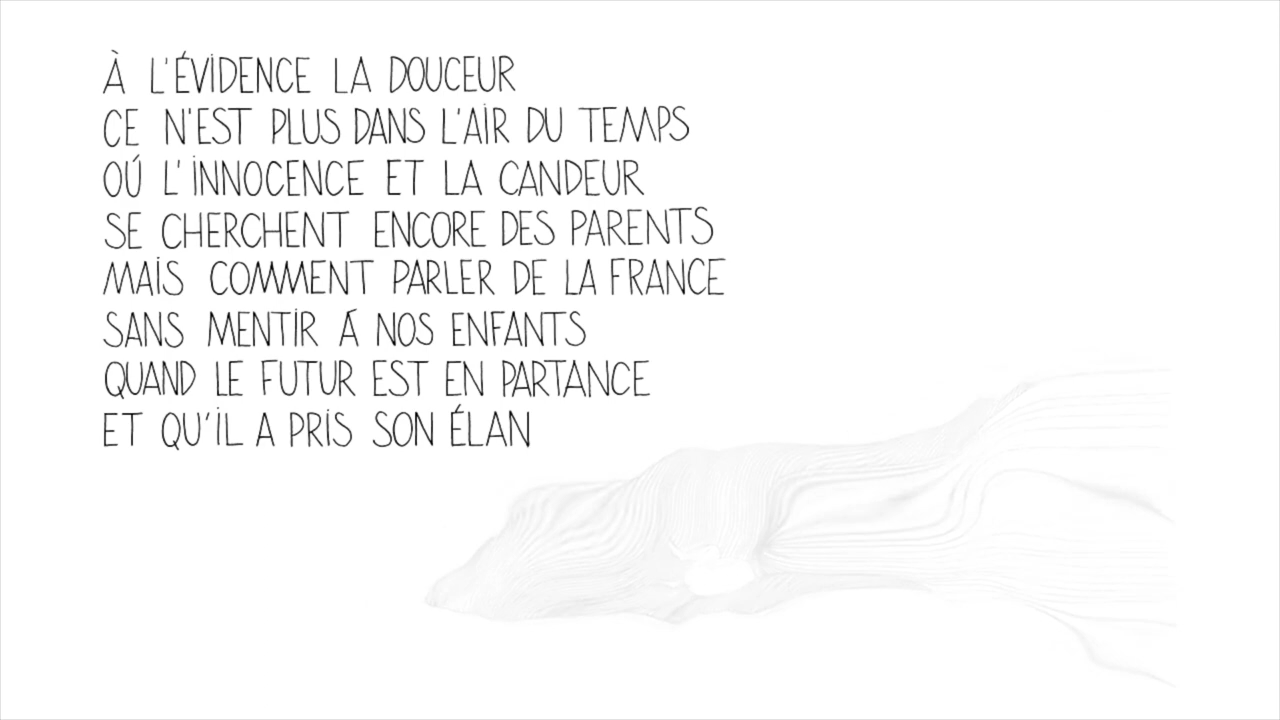 À L'ÉVIDENCE LA DOUCEUR
CE N'EST PLUS DANS L'AIR DU TEMPS
OÚ L'INNOCENCE ET LA CANDEUR
SE CHERCHENT ENCORE DES PARENTS
MAIS COMMENT PARLER DE LA FRANCE
SANS MENTIR Á NOS ENFANTS
QUAND LE FUTUR EST EN PARTANCE
ET QU'IL A PRIS SON ÉLAN